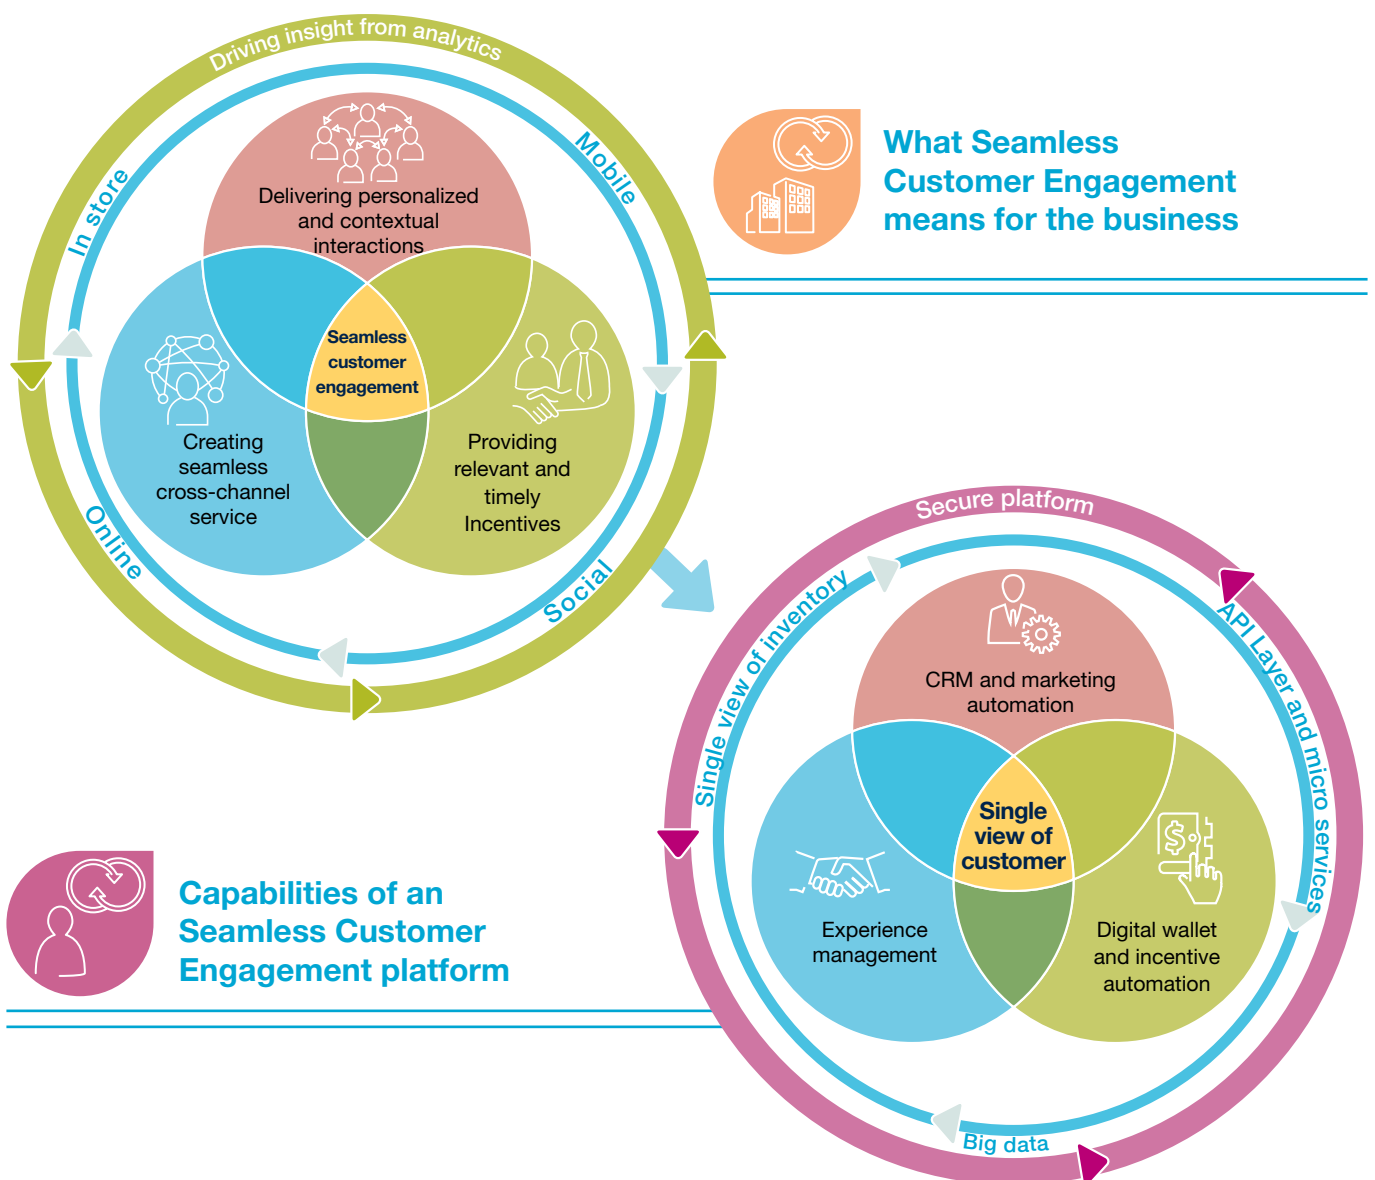 Driving insight from analytics
In store
Mobile
Online
Social
Delivering personalized
and contextual
interactions
Seamless
customer
engagement
Creating
seamless
cross-channel
service
Providing
relevant and
timely
Incentives
What Seamless
Customer Engagement
means for the business
Secure platform
Single view of inventory
API Layer and micro services
Big data
CRM and marketing
automation
Single
view of
customer
Experience
management
$
Digital wallet
and incentive
automation
Capabilities of an
Seamless Customer
Engagement platform